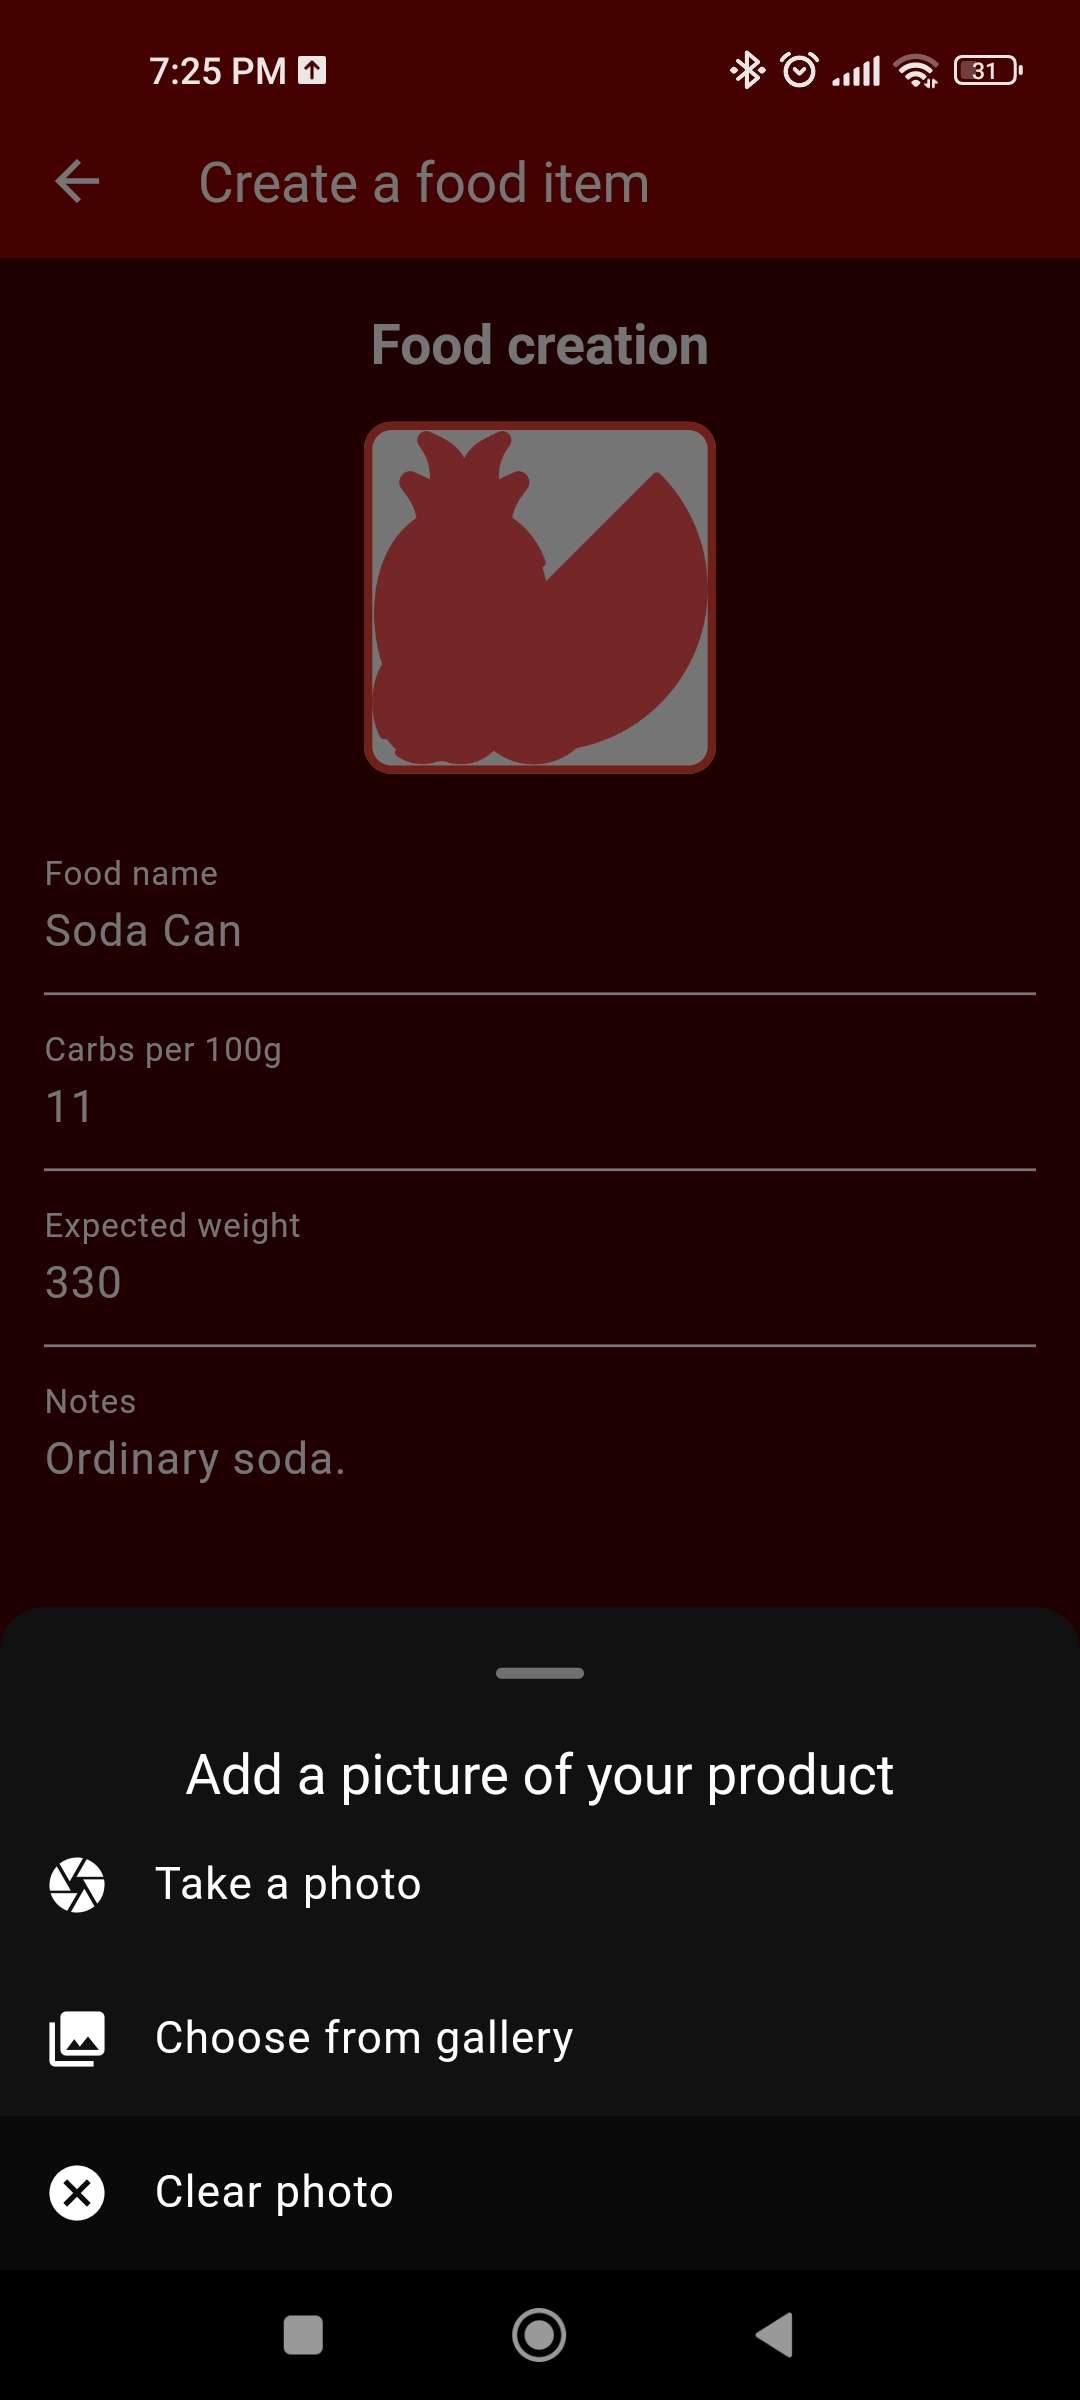 7:25 PM
31
Create a food item
Food creation
Food name
Soda Can
Carbs per 100g
11
Expected weight
330
Notes
Ordinary soda.
Add a picture of your product
Take a photo
Choose from gallery
Clear photo